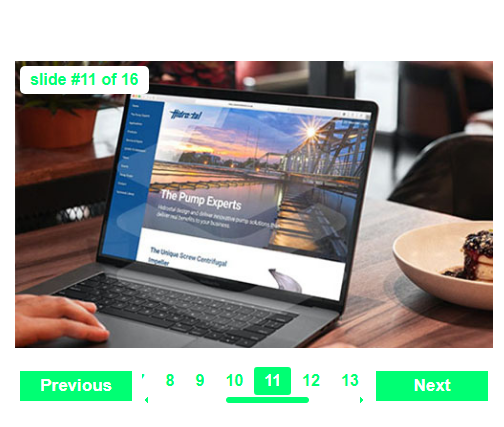 slide #11 of 16
Hidrostal
The Pump Experts
Hidrostal design and deliver innovative pump solutions that
deliver real benefits to your business.
The Unique Screw Centrifugal
Impeller
Previous
8 9 10 11 12 13
Next